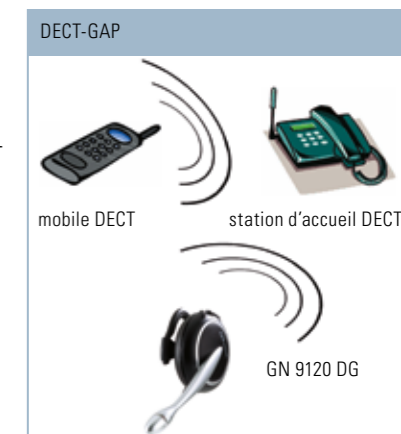 DECT-GAP
mobile DECT
station d'accueil DECT
GN 9120 DG